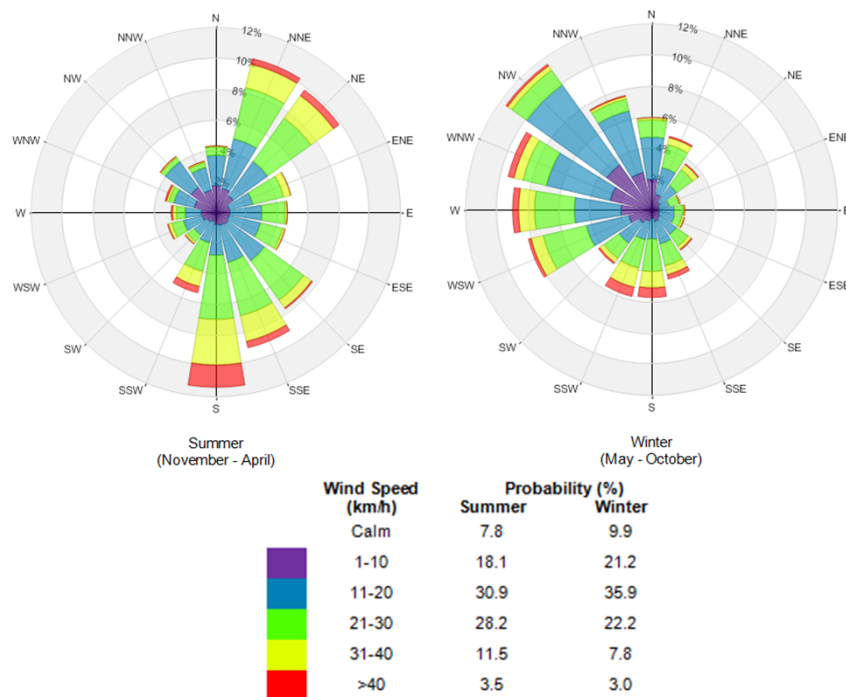 N
NNW
NNE
NW
NE
WNW
ENE
W
E
WSW
ESE
SW
SE
SSW
SSE
S
12%
10%
8%
6%
4%
2%
N
NNW
NNE
NW
NE
WNW
ENE
W
E
WSW
ESE
SW
SE
SSW
SSE
S
12%
10%
8%
6%
4%
2%
Summer
(November - April)
Winter
(May - October)
Wind Speed Probability (%)
(km/h) Summer Winter
Calm 7.8 9.9
1-10 18.1 21.2
11-20 30.9 35.9
21-30 28.2 22.2
31-40 11.5 7.8
>40 3.5 3.0